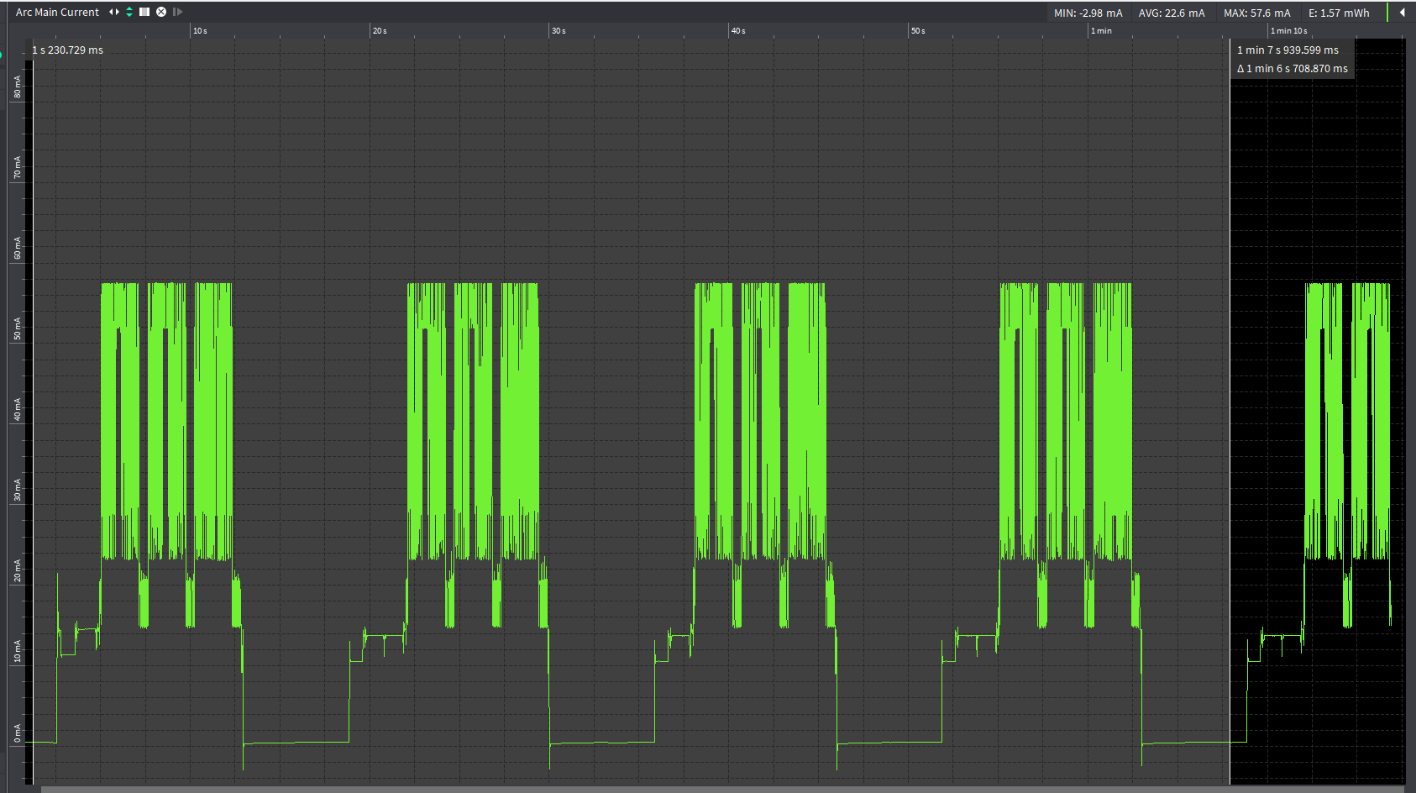 Arc Main Current
MIN: -2.98 mA AVG: 22.6 mA MAX: 57.6 mA E: 1.57 mWh
10 s 20 s 30 s 40 s 50 s 1 min 1 min 10 s
1 s 230.729 ms
1 min 7 s 939.599 ms
Δ 1 min 6 s 708.870 ms
80 mA
70 mA
60 mA
50 mA
40 mA
30 mA
20 mA
10 mA
0 mA